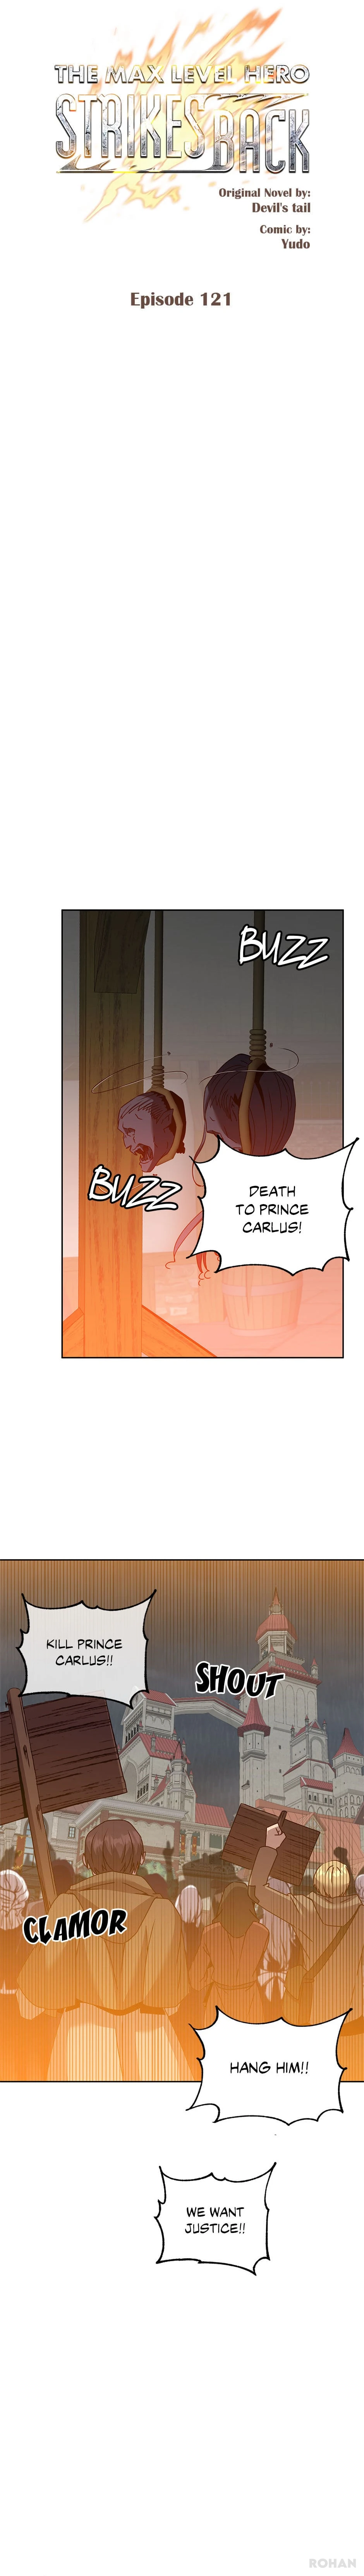 THE MAX LEVEL HERO
STRIKES BACK
Original Novel by:
Devil's tail
Comic by:
Yudo
Episode 121
BUZZ
BUZZ
DEATH
TO PRINCE
CARLUS!
KILL PRINCE
CARLUS!!
SHOUT
CLAMOR
HANG HIM!!
WE WANT
JUSTICE!!
ROHAN